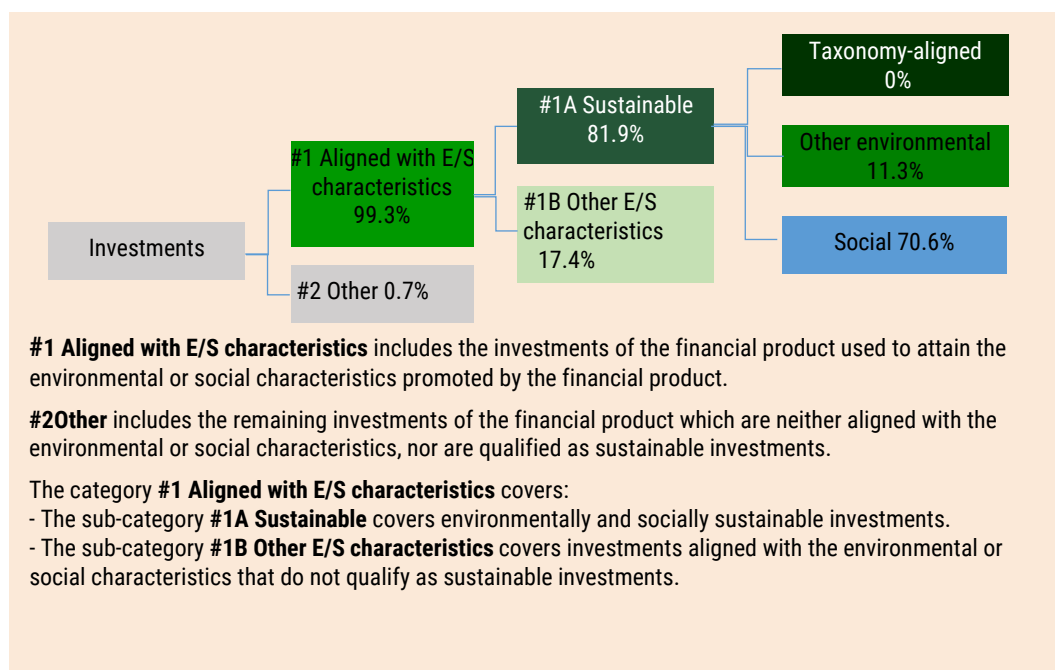 Taxonomy-aligned
0%
#1A Sustainable
81.9%
Other environmental
11.3%
#1 Aligned with E/S
characteristics
99.3%
#1B Other E/S
characteristics
17.4%
Investments
Social 70.6%
#2 Other 0.7%
#1 Aligned with E/S characteristics includes the investments of the financial product used to attain the
environmental or social characteristics promoted by the financial product.
#2Other includes the remaining investments of the financial product which are neither aligned with the
environmental or social characteristics, nor are qualified as sustainable investments.
The category #1 Aligned with E/S characteristics covers:
- The sub-category #1A Sustainable covers environmentally and socially sustainable investments.
- The sub-category #1B Other E/S characteristics covers investments aligned with the environmental or
social characteristics that do not qualify as sustainable investments.